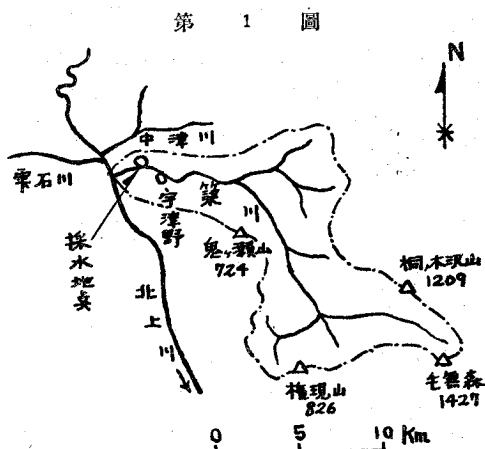 第 1 圖
N
中津川
雫石川
簗川
宇津野
採水地点
鬼ヶ瀬山
724
北上川
桐ノ木沢山
1209
権現山
826
毛無森
1427
0 5 10 Km